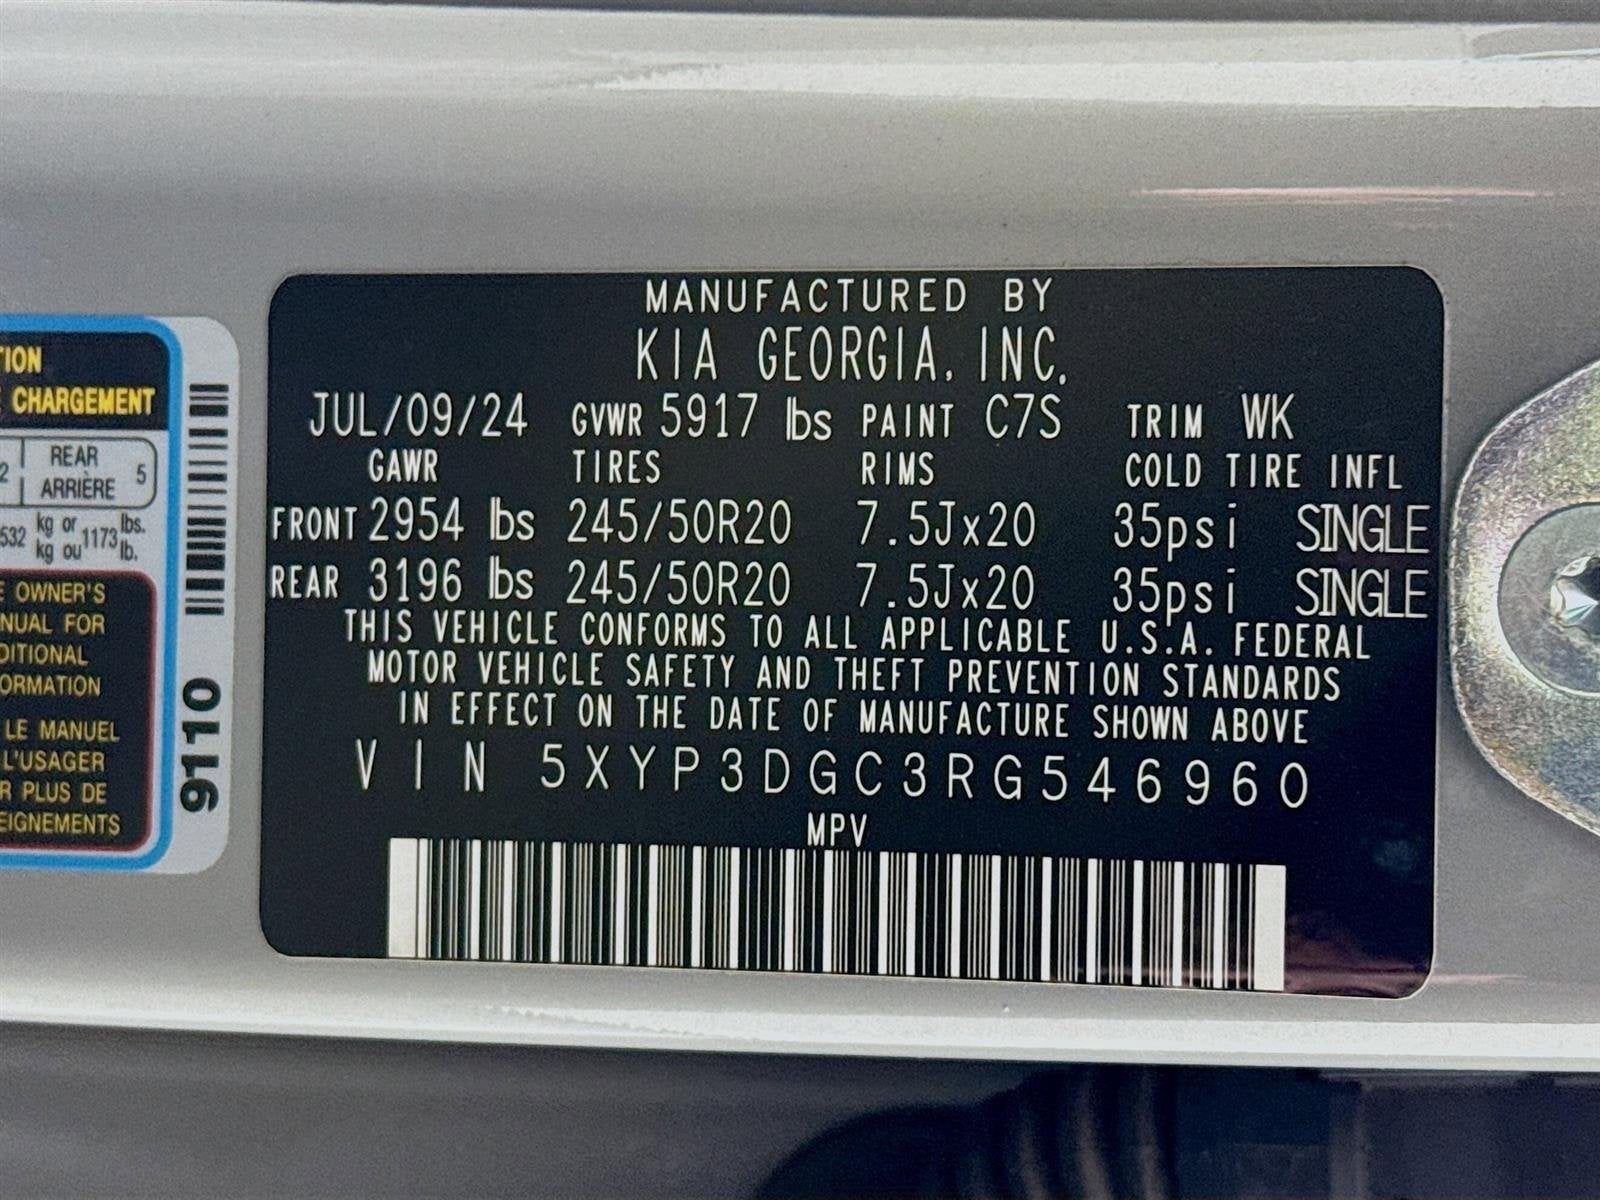 TION
CHARGEMENT
2 REAR 5
ARRIÈRE
532 kg or 1173 lbs.
kg ou lb.
OWNER'S
FOR
LE MANUEL
L'USAGER
PLUS DE
9110
MANUFACTURED BY
KIA GEORGIA, INC.
JUL/09/24 GVWR 5917 lbs PAINT C7S TRIM WK
GAWR TIRES RIMS COLD TIRE INFL
FRONT 2954 lbs 245/50R20 7.5Jx20 35psi SINGLE
REAR 3196 lbs 245/50R20 7.5Jx20 35psi SINGLE
THIS VEHICLE CONFORMS TO ALL APPLICABLE U.S.A. FEDERAL
MOTOR VEHICLE SAFETY AND THEFT PREVENTION STANDARDS
IN EFFECT ON THE DATE OF MANUFACTURE SHOWN ABOVE
VIN 5XYP3DGC3RG546960
MPV